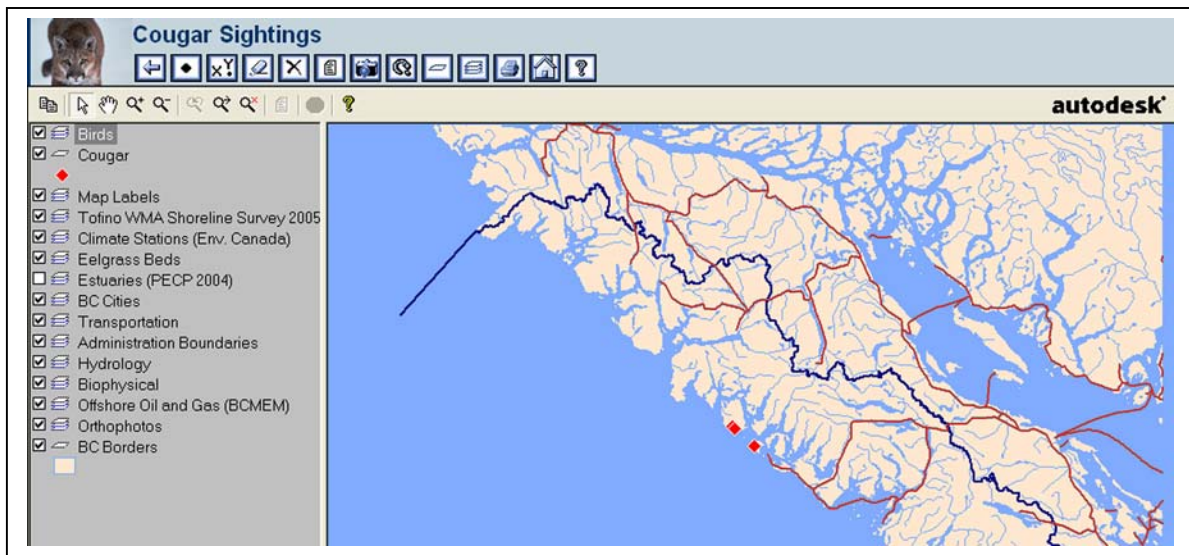 Cougar Sightings
autodesk
Birds
Cougar
Map Labels
Tofino WMA Shoreline Survey 2005
Climate Stations (Env. Canada)
Eelgrass Beds
Estuaries (PECP 2004)
BC Cities
Transportation
Administration Boundaries
Hydrology
Biophysical
Offshore Oil and Gas (BCMEM)
Orthophotos
BC Borders